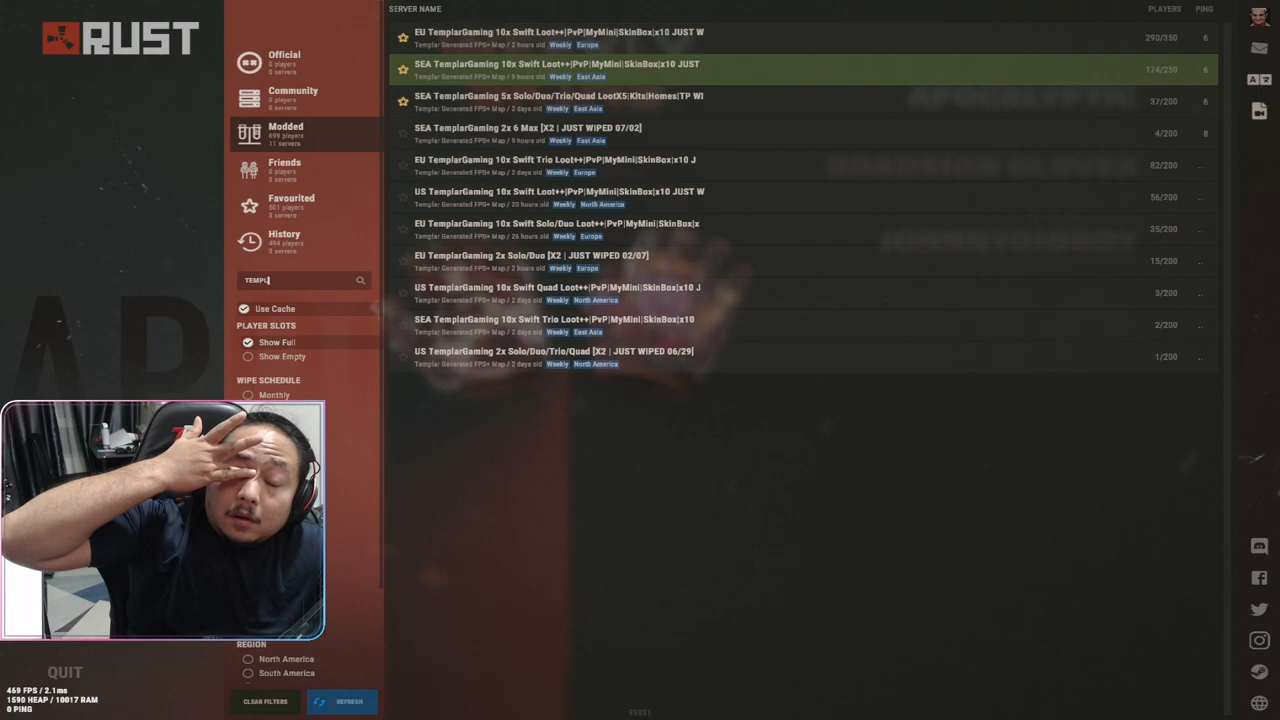 RUST
Official
0 players
0 servers
Community
0 players
0 servers
Modded
699 players
11 servers
Friends
0 players
0 servers
Favourited
501 players
3 servers
History
494 players
3 servers
TEMPL
Use Cache
PLAYER SLOTS
Show Full
Show Empty
WIPE SCHEDULE
Monthly
REGION
North America
South America
CLEAR FILTERS
REFRESH
SERVER NAME PLAYERS PING
EU TemplarGaming 10x Swift Loot++|PvP|MyMini|SkinBox|x10 JUST W 290/350 6
Templar Generated FPS+ Map / 2 hours old Weekly Europe
SEA TemplarGaming 10x Swift Loot++|PvP|MyMini|SkinBox|x10 JUST 174/250 6
Templar Generated FPS+ Map / 9 hours old Weekly East Asia
SEA TemplarGaming 5x Solo/Duo/Trio/Quad LootX5|Kits|Homes|TP WI 37/200 6
Templar Generated FPS+ Map / 2 days old Weekly East Asia
SEA TemplarGaming 2x 6 Max [X2 | JUST WIPED 07/02] 4/200 8
Templar Generated FPS+ Map / 9 hours old Weekly East Asia
EU TemplarGaming 10x Swift Trio Loot++|PvP|MyMini|SkinBox|x10 J 82/200 ..
Templar Generated FPS+ Map / 2 days old Weekly Europe
US TemplarGaming 10x Swift Loot++|PvP|MyMini|SkinBox|x10 JUST W 56/200 ..
Templar Generated FPS+ Map / 20 hours old Weekly North America
EU TemplarGaming 10x Swift Solo/Duo Loot++|PvP|MyMini|SkinBox|x 35/200 ..
Templar Generated FPS+ Map / 26 hours old Weekly Europe
EU TemplarGaming 2x Solo/Duo [X2 | JUST WIPED 02/07] 15/200 ..
Templar Generated FPS+ Map / 2 hours old Weekly Europe
US TemplarGaming 10x Swift Quad Loot++|PvP|MyMini|SkinBox|x10 J 3/200 ..
Templar Generated FPS+ Map / 2 days old Weekly North America
SEA TemplarGaming 10x Swift Trio Loot++|PvP|MyMini|SkinBox|x10 2/200 ..
Templar Generated FPS+ Map / 2 days old Weekly East Asia
US TemplarGaming 2x Solo/Duo/Trio/Quad [X2 | JUST WIPED 06/29] 1/200 ..
Templar Generated FPS+ Map / 2 days old Weekly North America
QUIT
469 FPS / 2.1ms
1590 HEAP / 10017 RAM
0 PING